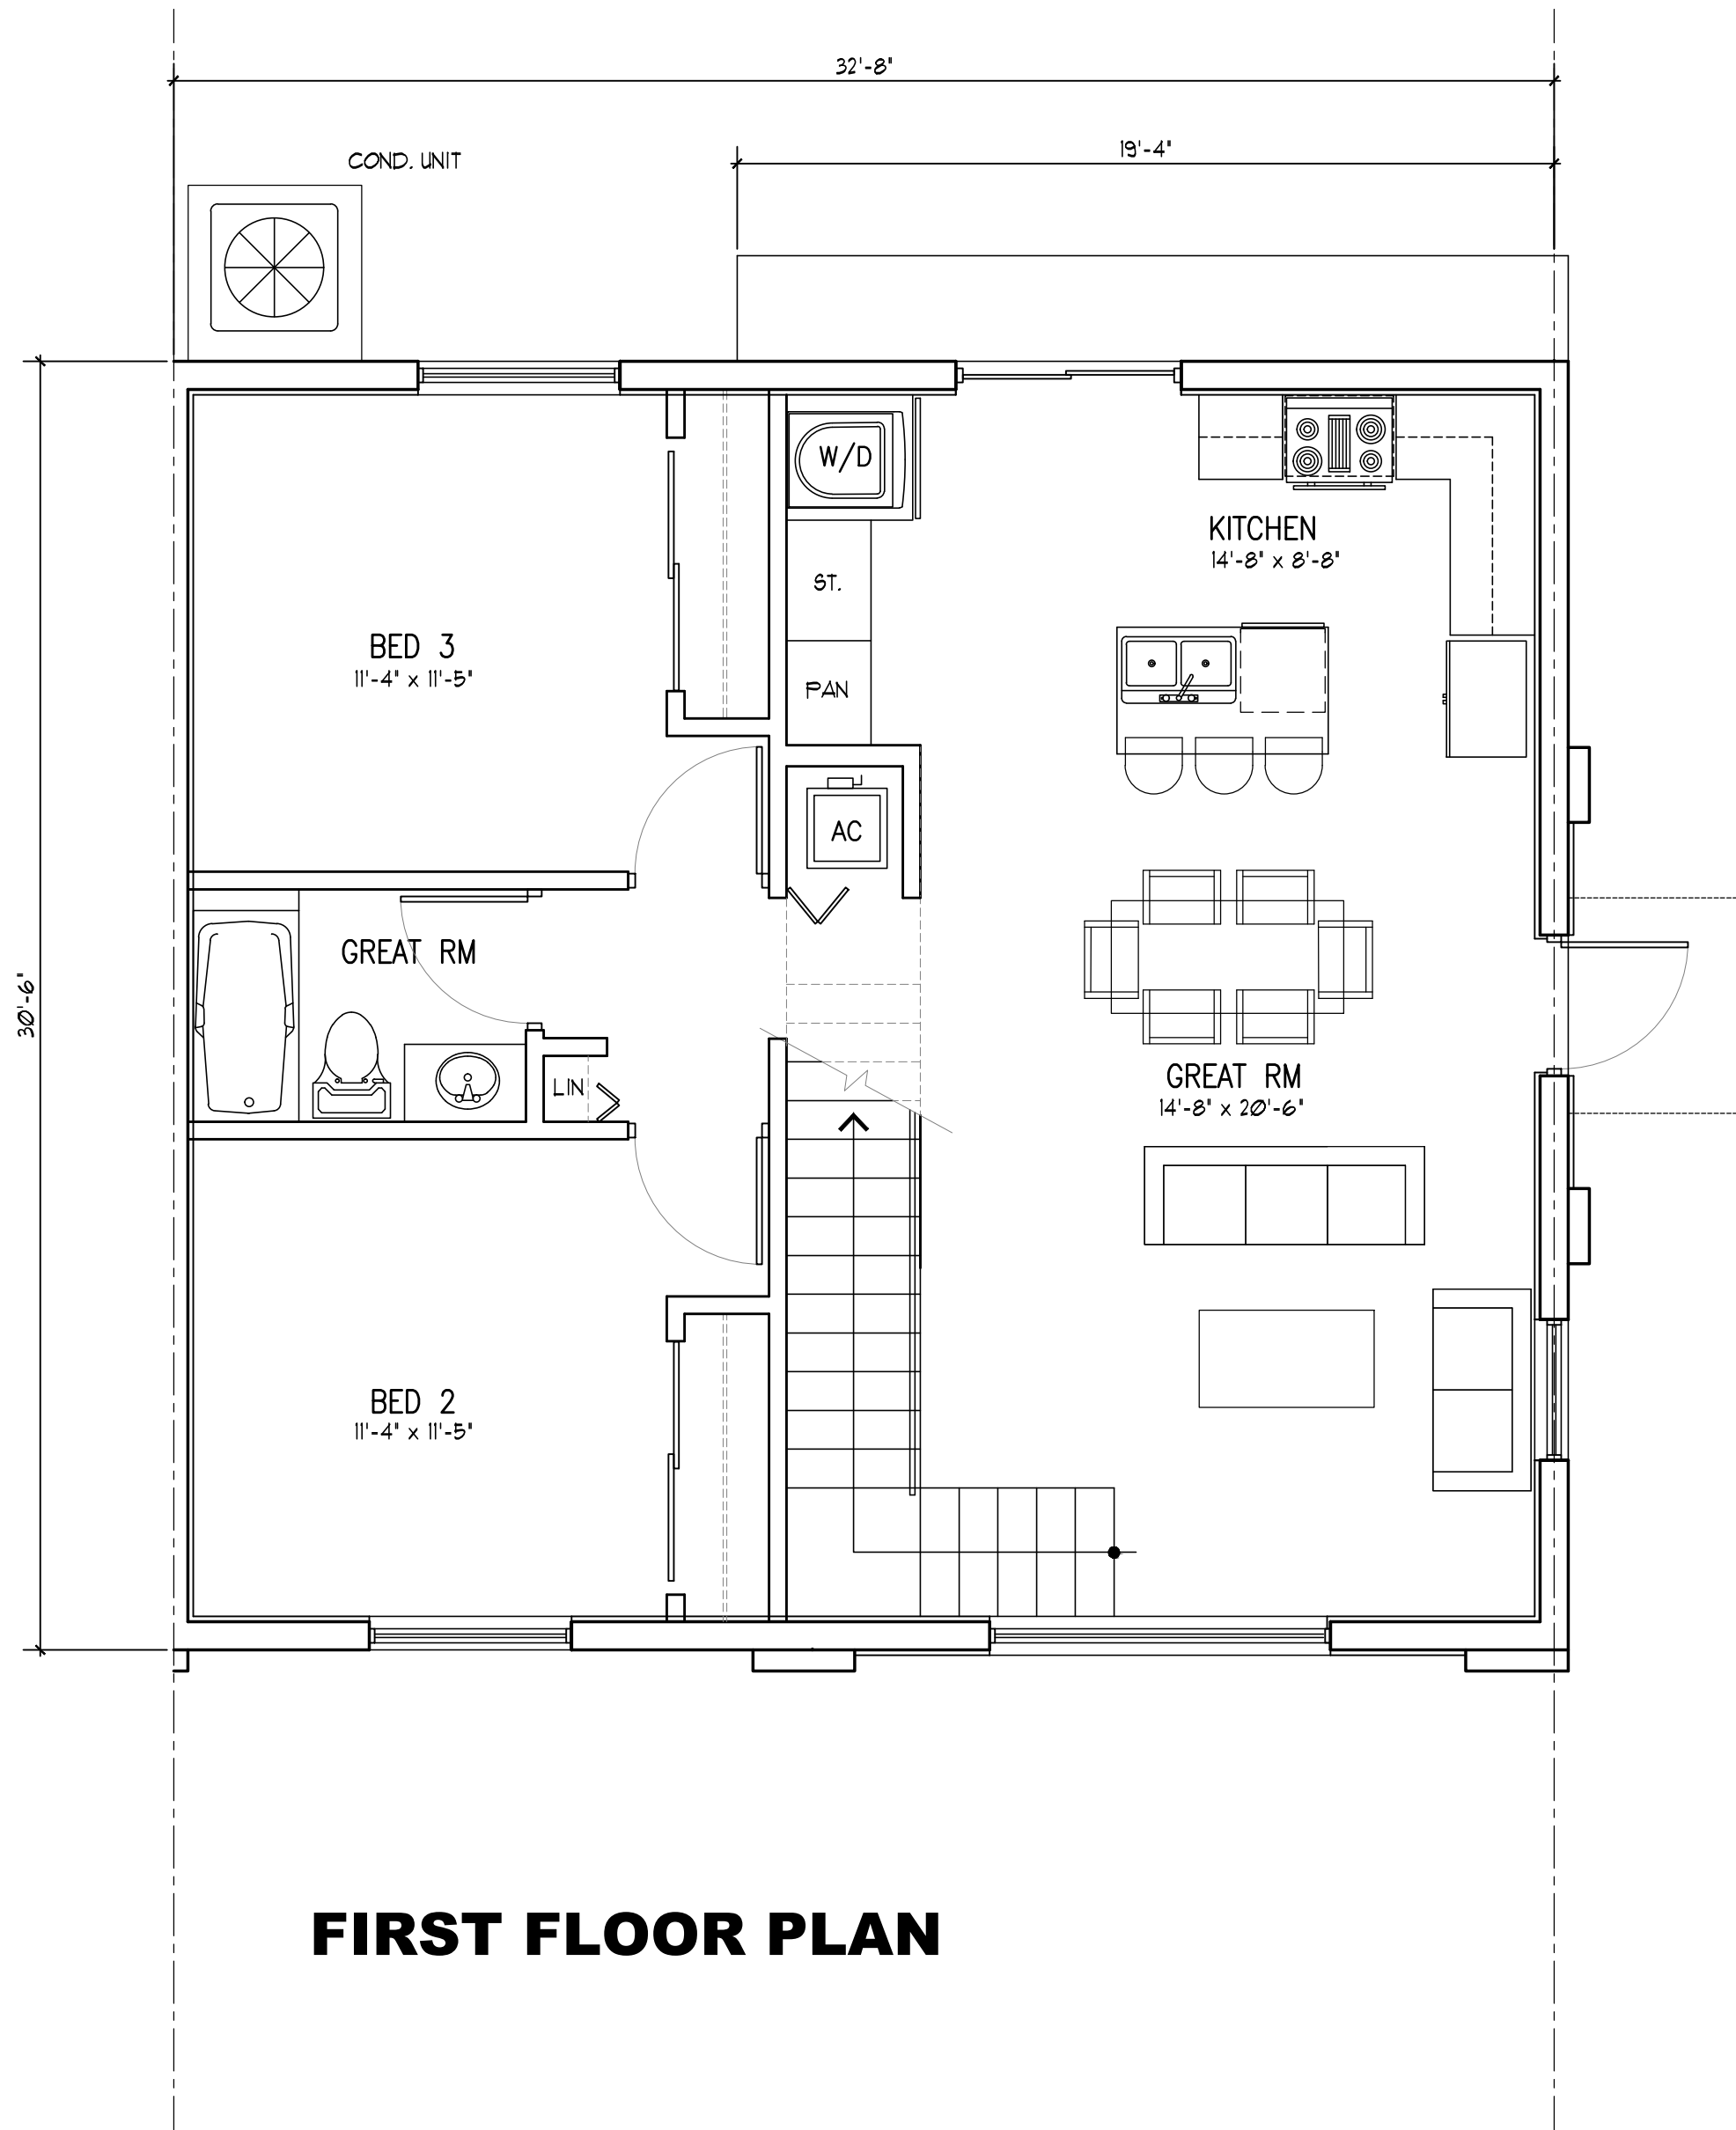 32'-8"
19'-4"
COND. UNIT
W/D
KITCHEN
14'-8" x 8'-8"
ST.
BED 3
11'-4" x 11'-5"
PAN
AC
GREAT RM
30'-6"
GREAT RM
14'-8" x 20'-6"
LIN
BED 2
11'-4" x 11'-5"
FIRST FLOOR PLAN